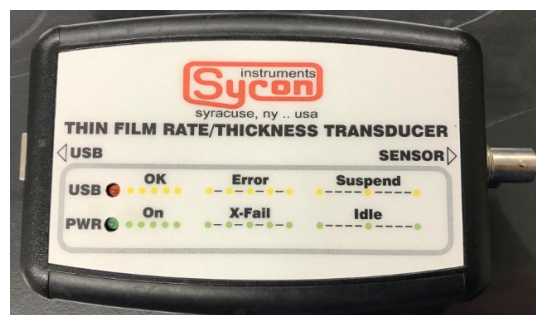 instruments
Sycon
syracuse, ny .. usa
THIN FILM RATE/THICKNESS TRANSDUCER
USB SENSOR
USB OK Error Suspend
PWR On X-Fail Idle